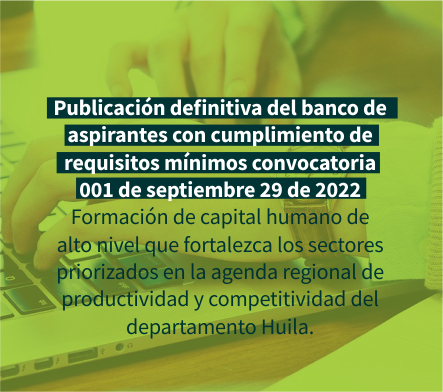 Publicación definitiva del banco de
aspirantes con cumplimiento de
requisitos mínimos convocatoria
001 de septiembre 29 de 2022
Formación de capital humano de
alto nivel que fortalezca los sectores
priorizados en la agenda regional de
productividad y competitividad del
departamento Huila.